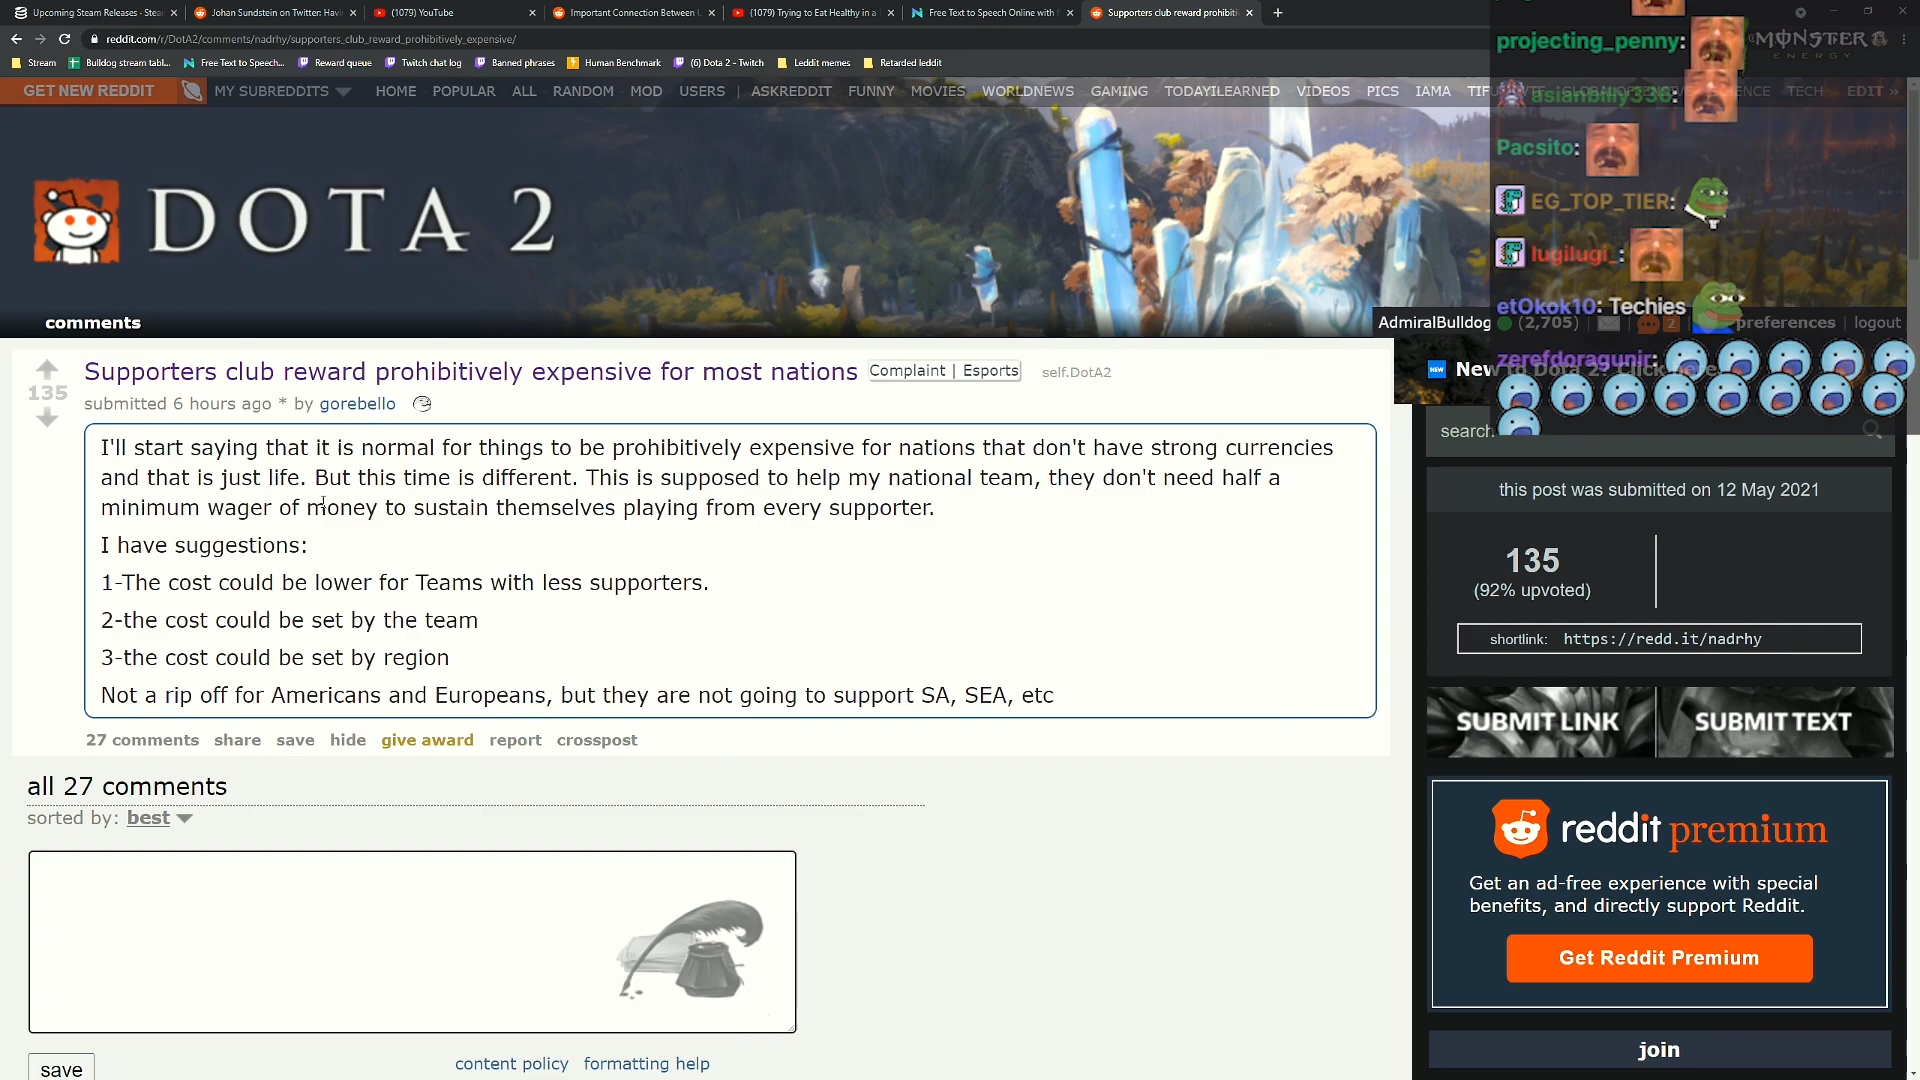 Upcoming Steam Releases - Stea
Johan Sundstein on Twitter: Havi
(1079) YouTube
Important Connection Between
(1079) Trying to Eat Healthy in a
Free Text to Speech Online with
Supporters club reward prohibiti
reddit.com/r/DotA2/comments/nadrhy/supporters_club_reward_prohibitively_expensive/
Stream
Bulldog stream tabl...
Free Text to Speech...
Reward queue
Twitch chat log
Banned phrases
Human Benchmark
(6) Dota 2 - Twitch
Leddit memes
Retarded leddit
MONSTER
ENERGY
GET NEW REDDIT MY SUBREDDITS HOME POPULAR ALL RANDOM MOD USERS | ASKREDDIT FUNNY MOVIES WORLDNEWS GAMING TODAYILEARNED VIDEOS PICS IAMA TECH EDIT »
projecting_penny:
asianbilly336:
Pacsito:
EG_TOP_TIER:
lugilugi_:
etOkok10: Techies
zerefdoragunir:
DOTA 2
comments
AdmiralBulldog (2,705) 2 preferences | logout
135
Supporters club reward prohibitively expensive for most nations Complaint | Esports self.DotA2
submitted 6 hours ago * by gorebello
I'll start saying that it is normal for things to be prohibitively expensive for nations that don't have strong currencies
and that is just life. But this time is different. This is supposed to help my national team, they don't need half a
minimum wager of money to sustain themselves playing from every supporter.
I have suggestions:
1-The cost could be lower for Teams with less supporters.
2-the cost could be set by the team
3-the cost could be set by region
Not a rip off for Americans and Europeans, but they are not going to support SA, SEA, etc
27 comments share save hide give award report crosspost
all 27 comments
sorted by: best
content policy formatting help
save
NEW New to Dota 2? Click here
search
this post was submitted on 12 May 2021
135
(92% upvoted)
shortlink: https://redd.it/nadrhy
SUBMIT LINK
SUBMIT TEXT
reddit premium
Get an ad-free experience with special
benefits, and directly support Reddit.
Get Reddit Premium
join